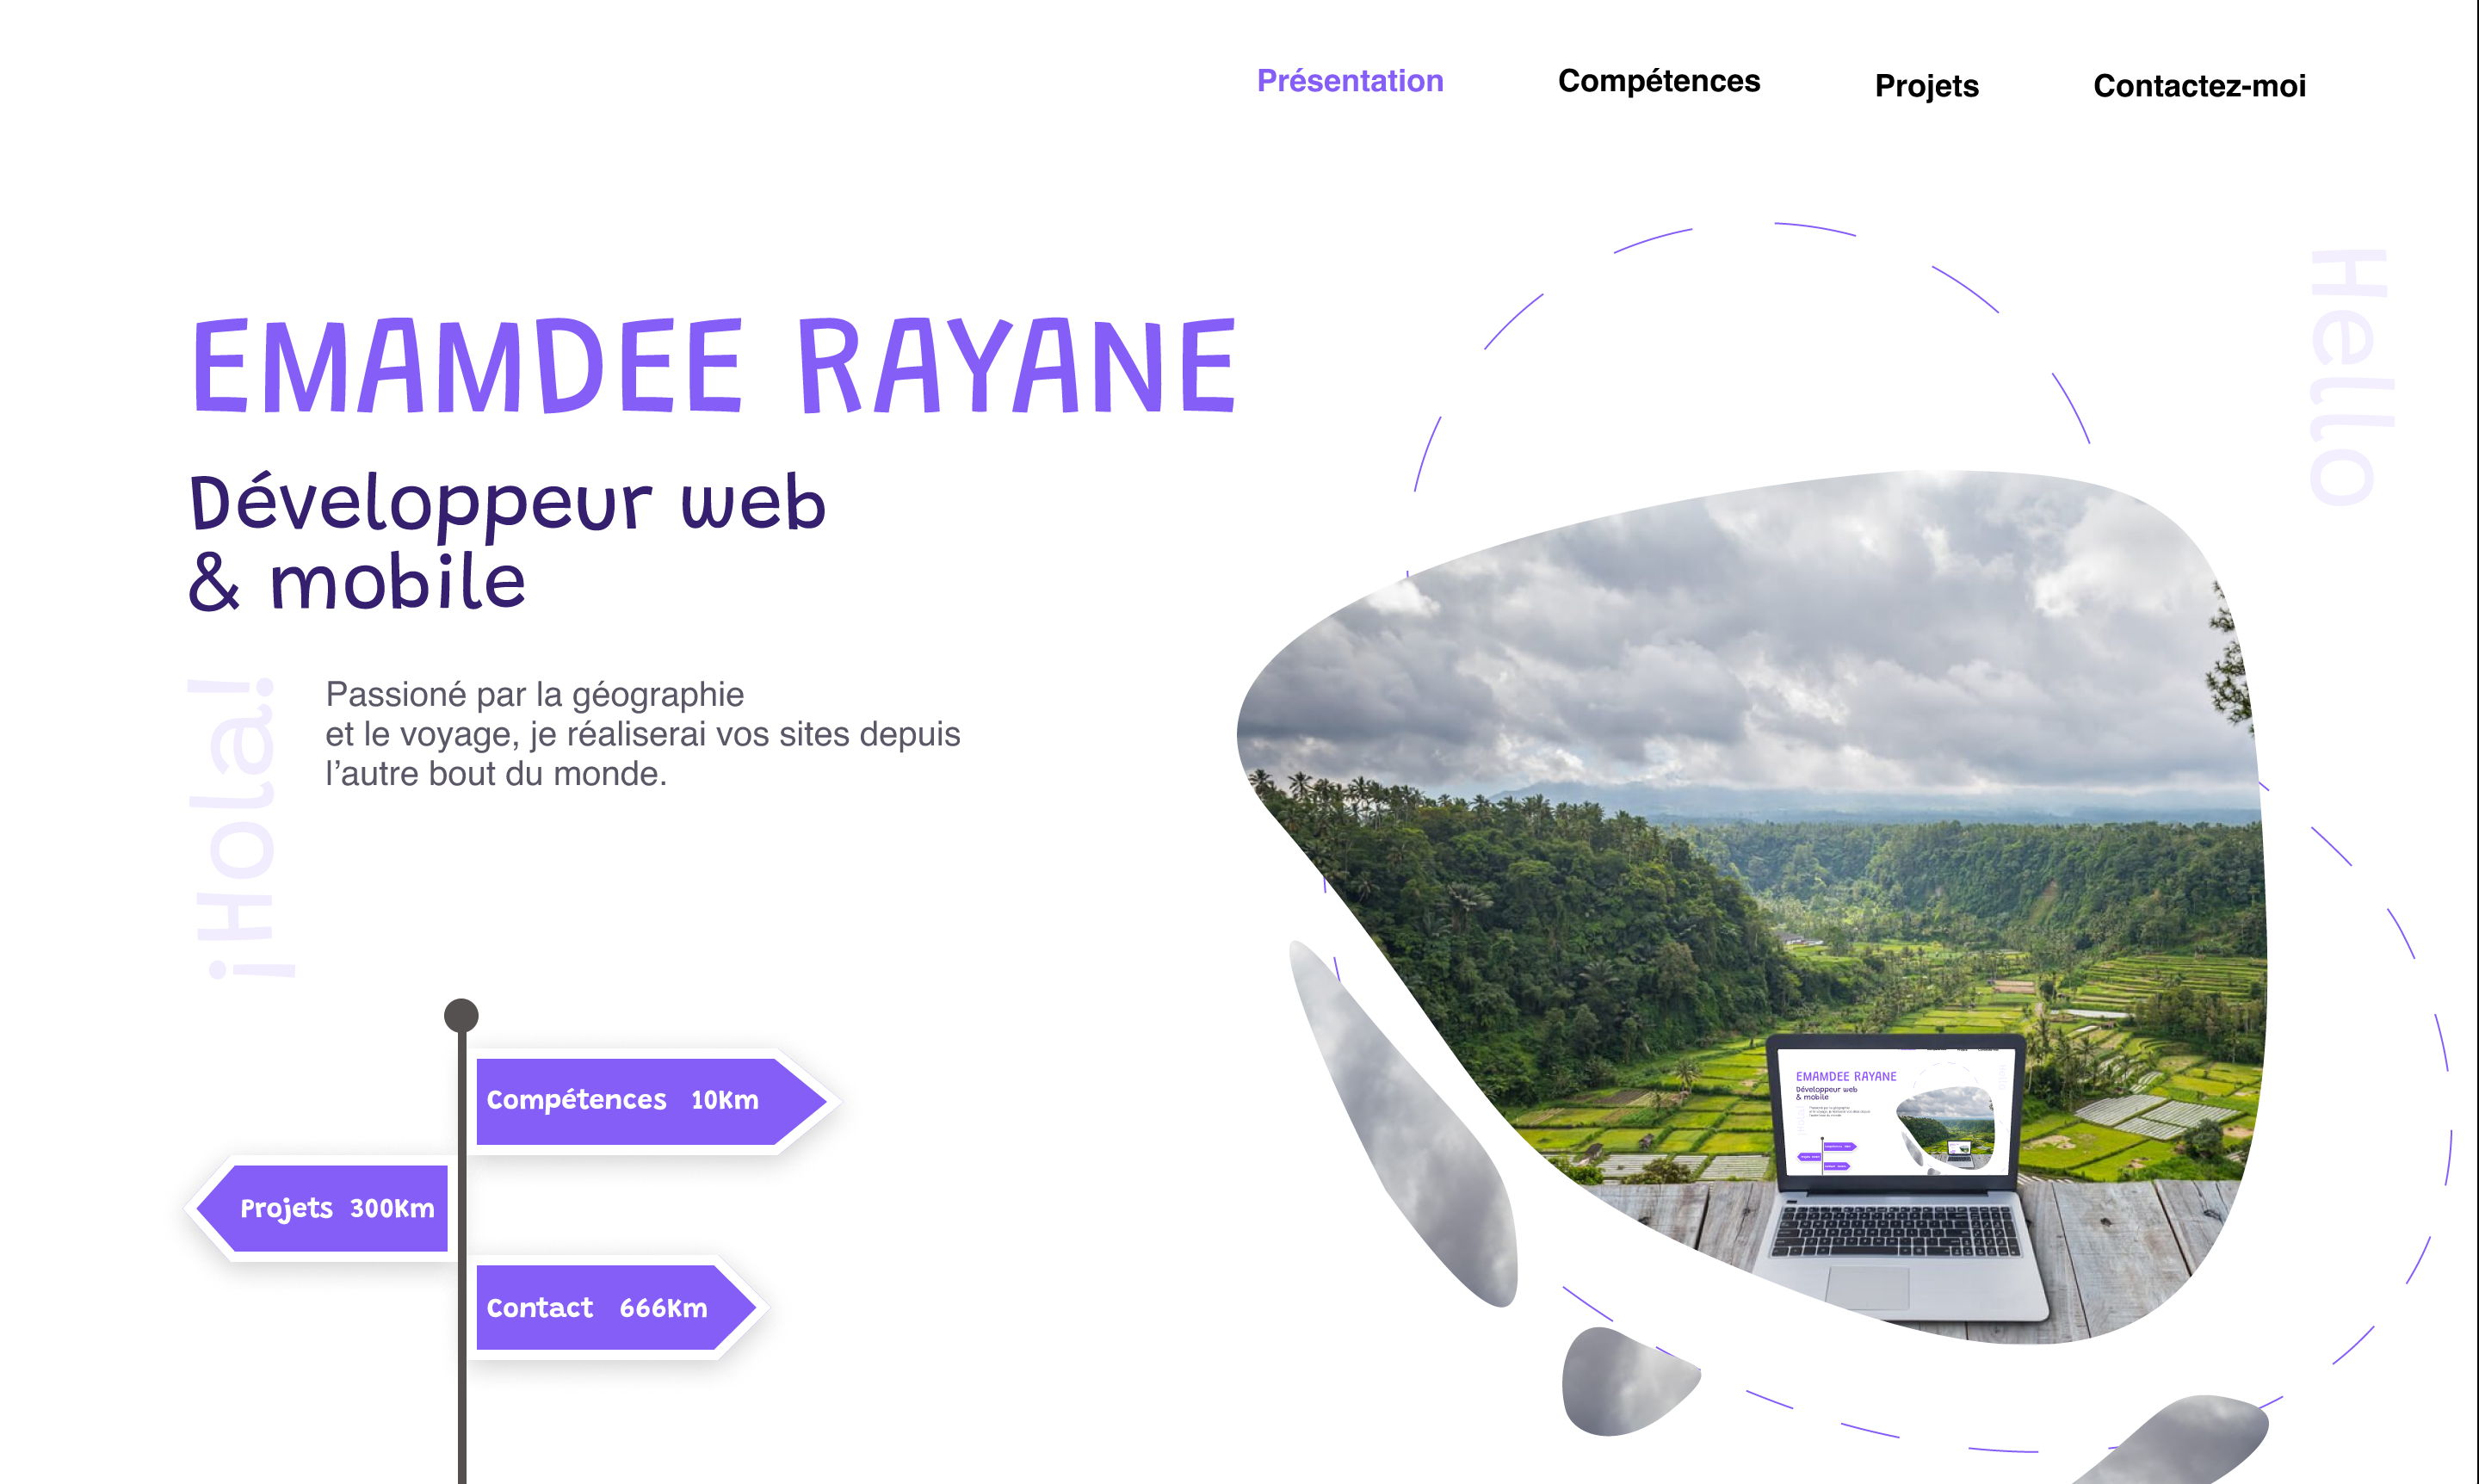 Présentation
Compétences
Projets
Contactez-moi
Hello
EMAMDEE RAYANE
Développeur web
& mobile
¡Hola!
Passioné par la géographie
et le voyage, je réaliserai vos sites depuis
l’autre bout du monde.
Compétences 10Km
Projets 300Km
Contact 666Km
EMAMDEE RAYANE
Développeur web
& mobile